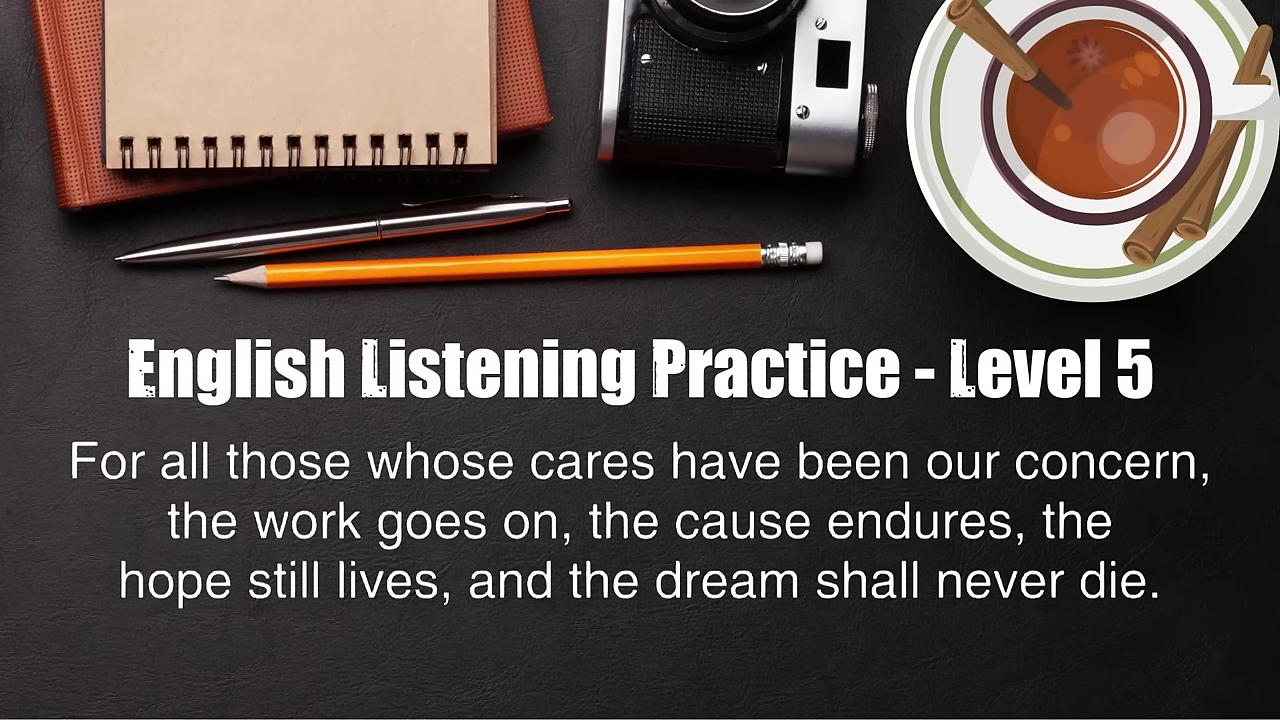 English Listening Practice - Level 5
For all those whose cares have been our concern,
the work goes on, the cause endures, the
hope still lives, and the dream shall never die.